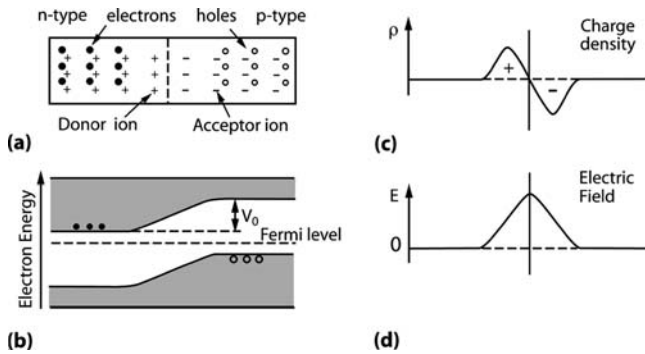 n-type electrons holes p-type
Donor ion Acceptor ion
(a)
Electron Energy
V₀
Fermi level
(b)
ρ
Charge
density
+
-
(c)
E
Electric
Field
0
(d)